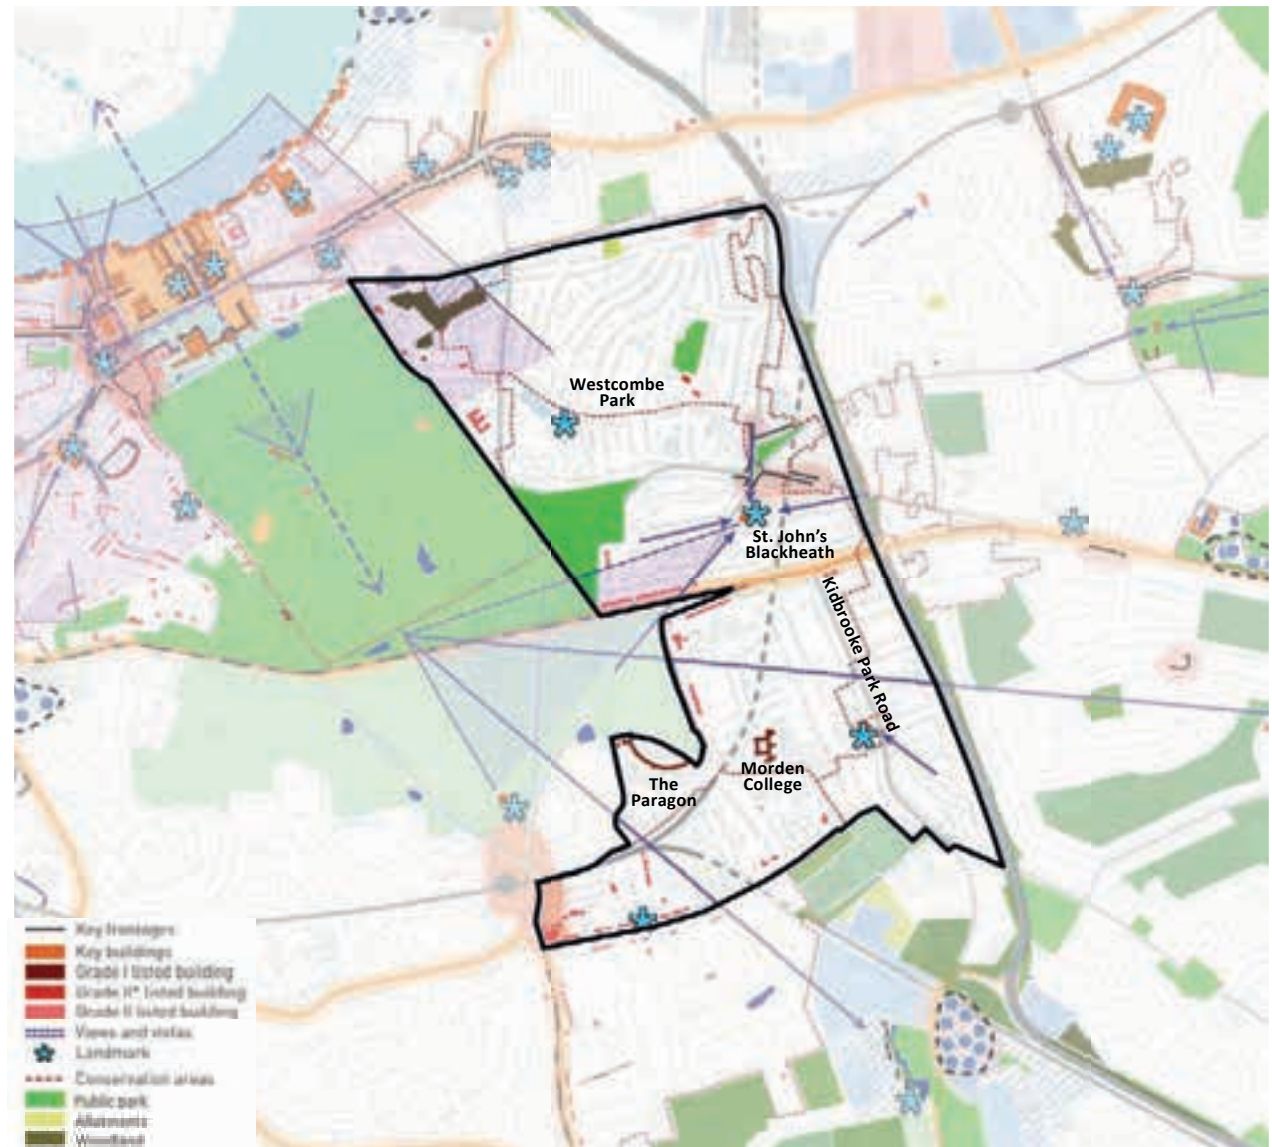 Westcombe
Park
St. John's
Blackheath
Kidbrooke Park Road
The
Paragon
Morden
College
Key frontages
Key buildings
Grade I listed building
Grade II* listed building
Grade II listed building
Views and vistas
Landmark
Conservation areas
Public park
Allotments
Woodland